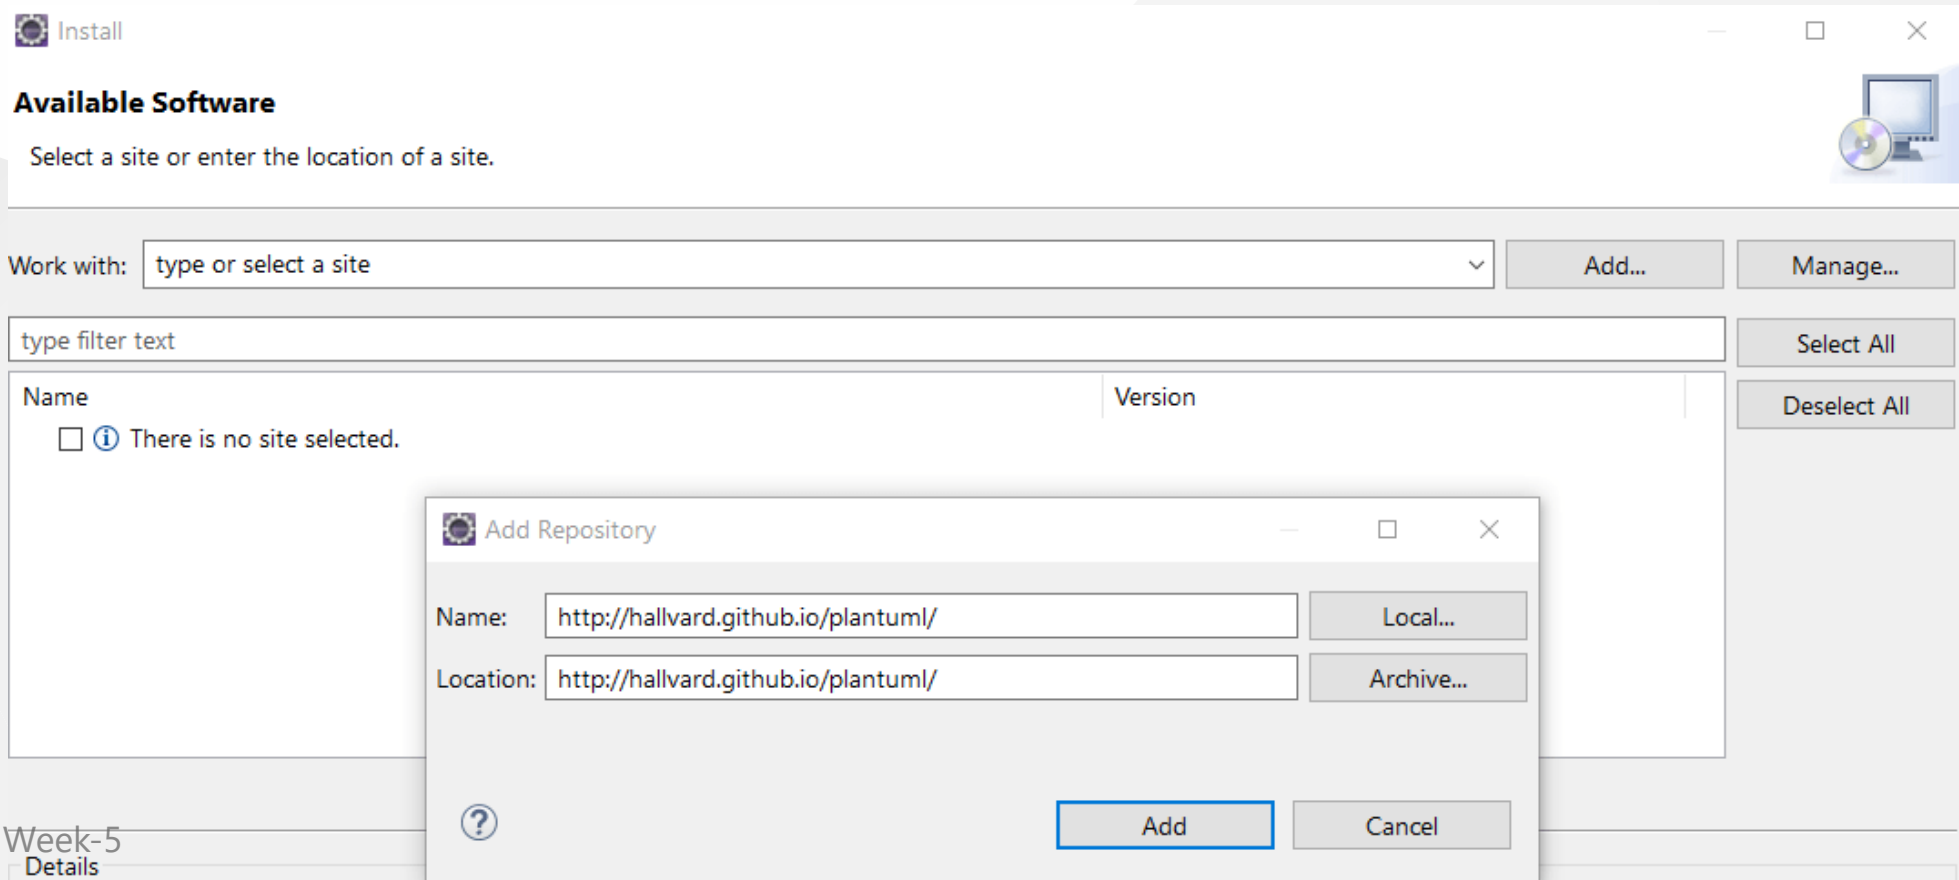 Install
Available Software
Select a site or enter the location of a site.
Work with: type or select a site Add... Manage...
type filter text Select All
Name Version Deselect All
There is no site selected.
Add Repository
Name: http://hallvard.github.io/plantuml/ Local...
Location: http://hallvard.github.io/plantuml/ Archive...
Add Cancel
Week-5
Details